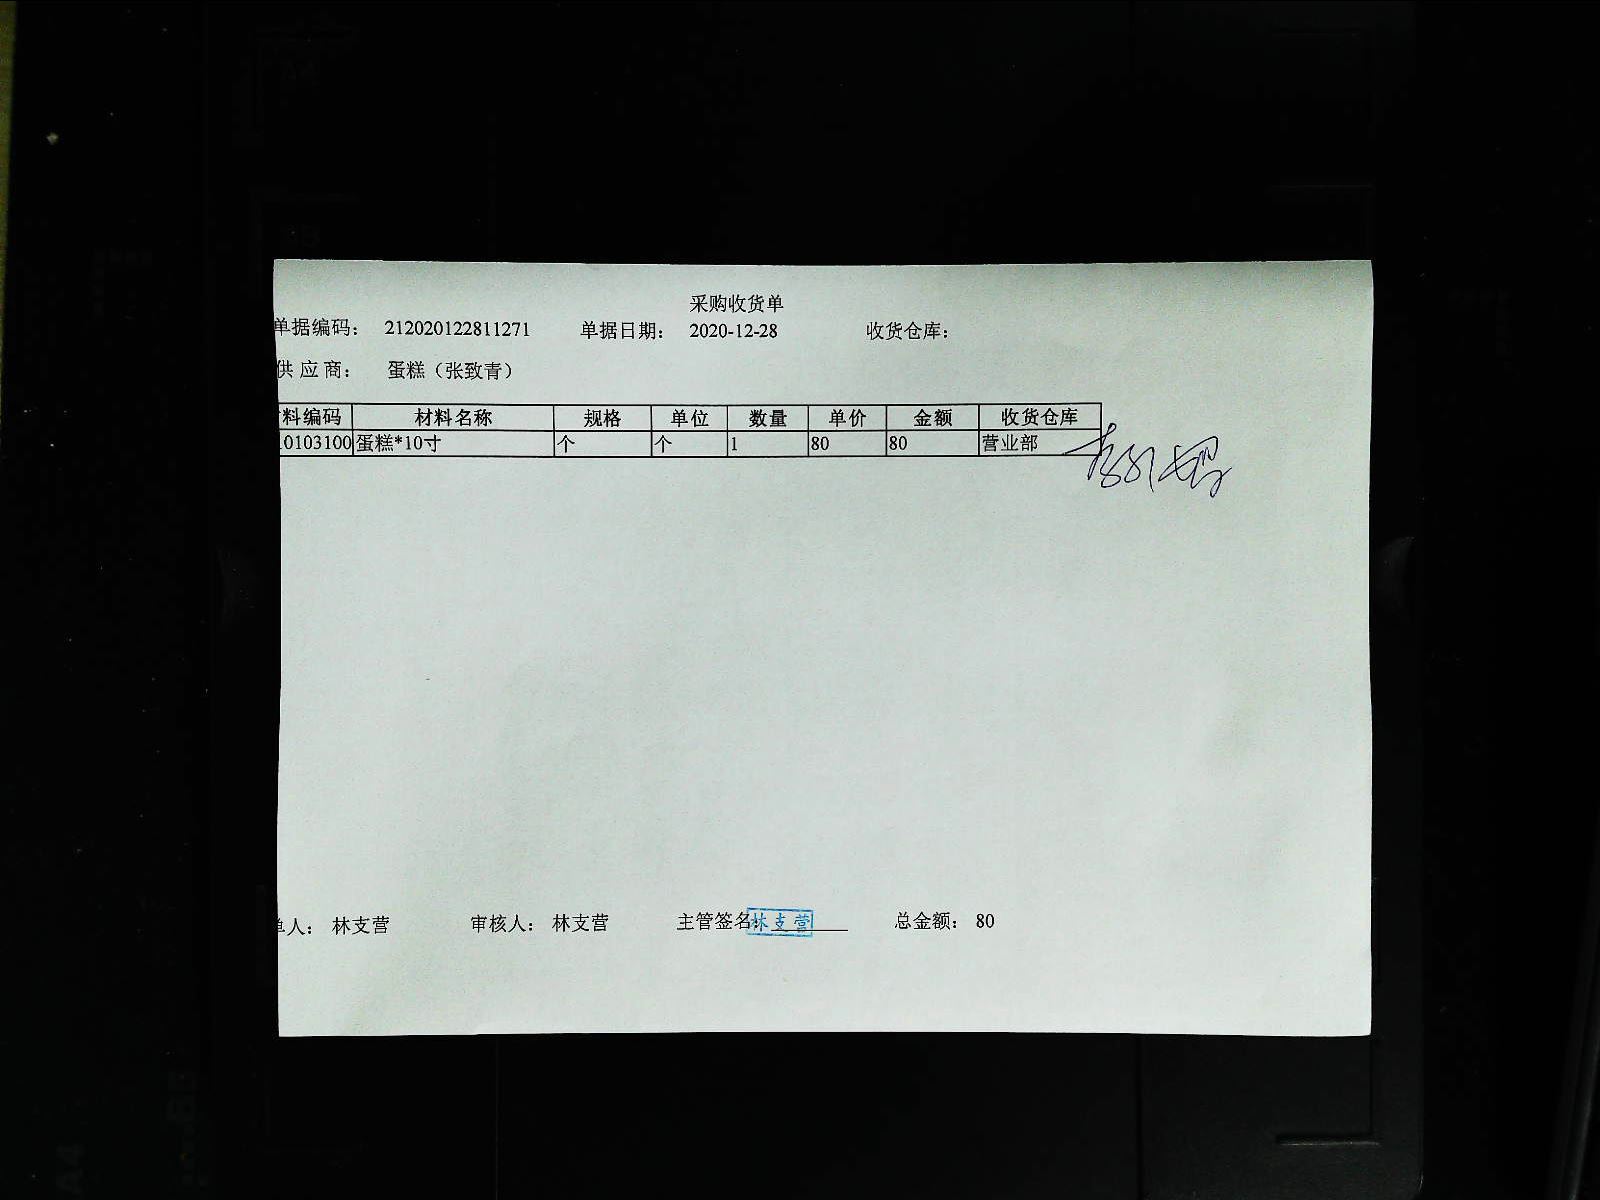 采购收货单
单据编码： 212020122811271 单据日期： 2020-12-28 收货仓库：
供应商： 蛋糕（张致青）
料编码 材料名称 规格 单位 数量 单价 金额 收货仓库
10103100 蛋糕*10寸 个 个 1 80 80 营业部
单人： 林支营 审核人： 林支营 主管签名： 林支营 总金额： 80